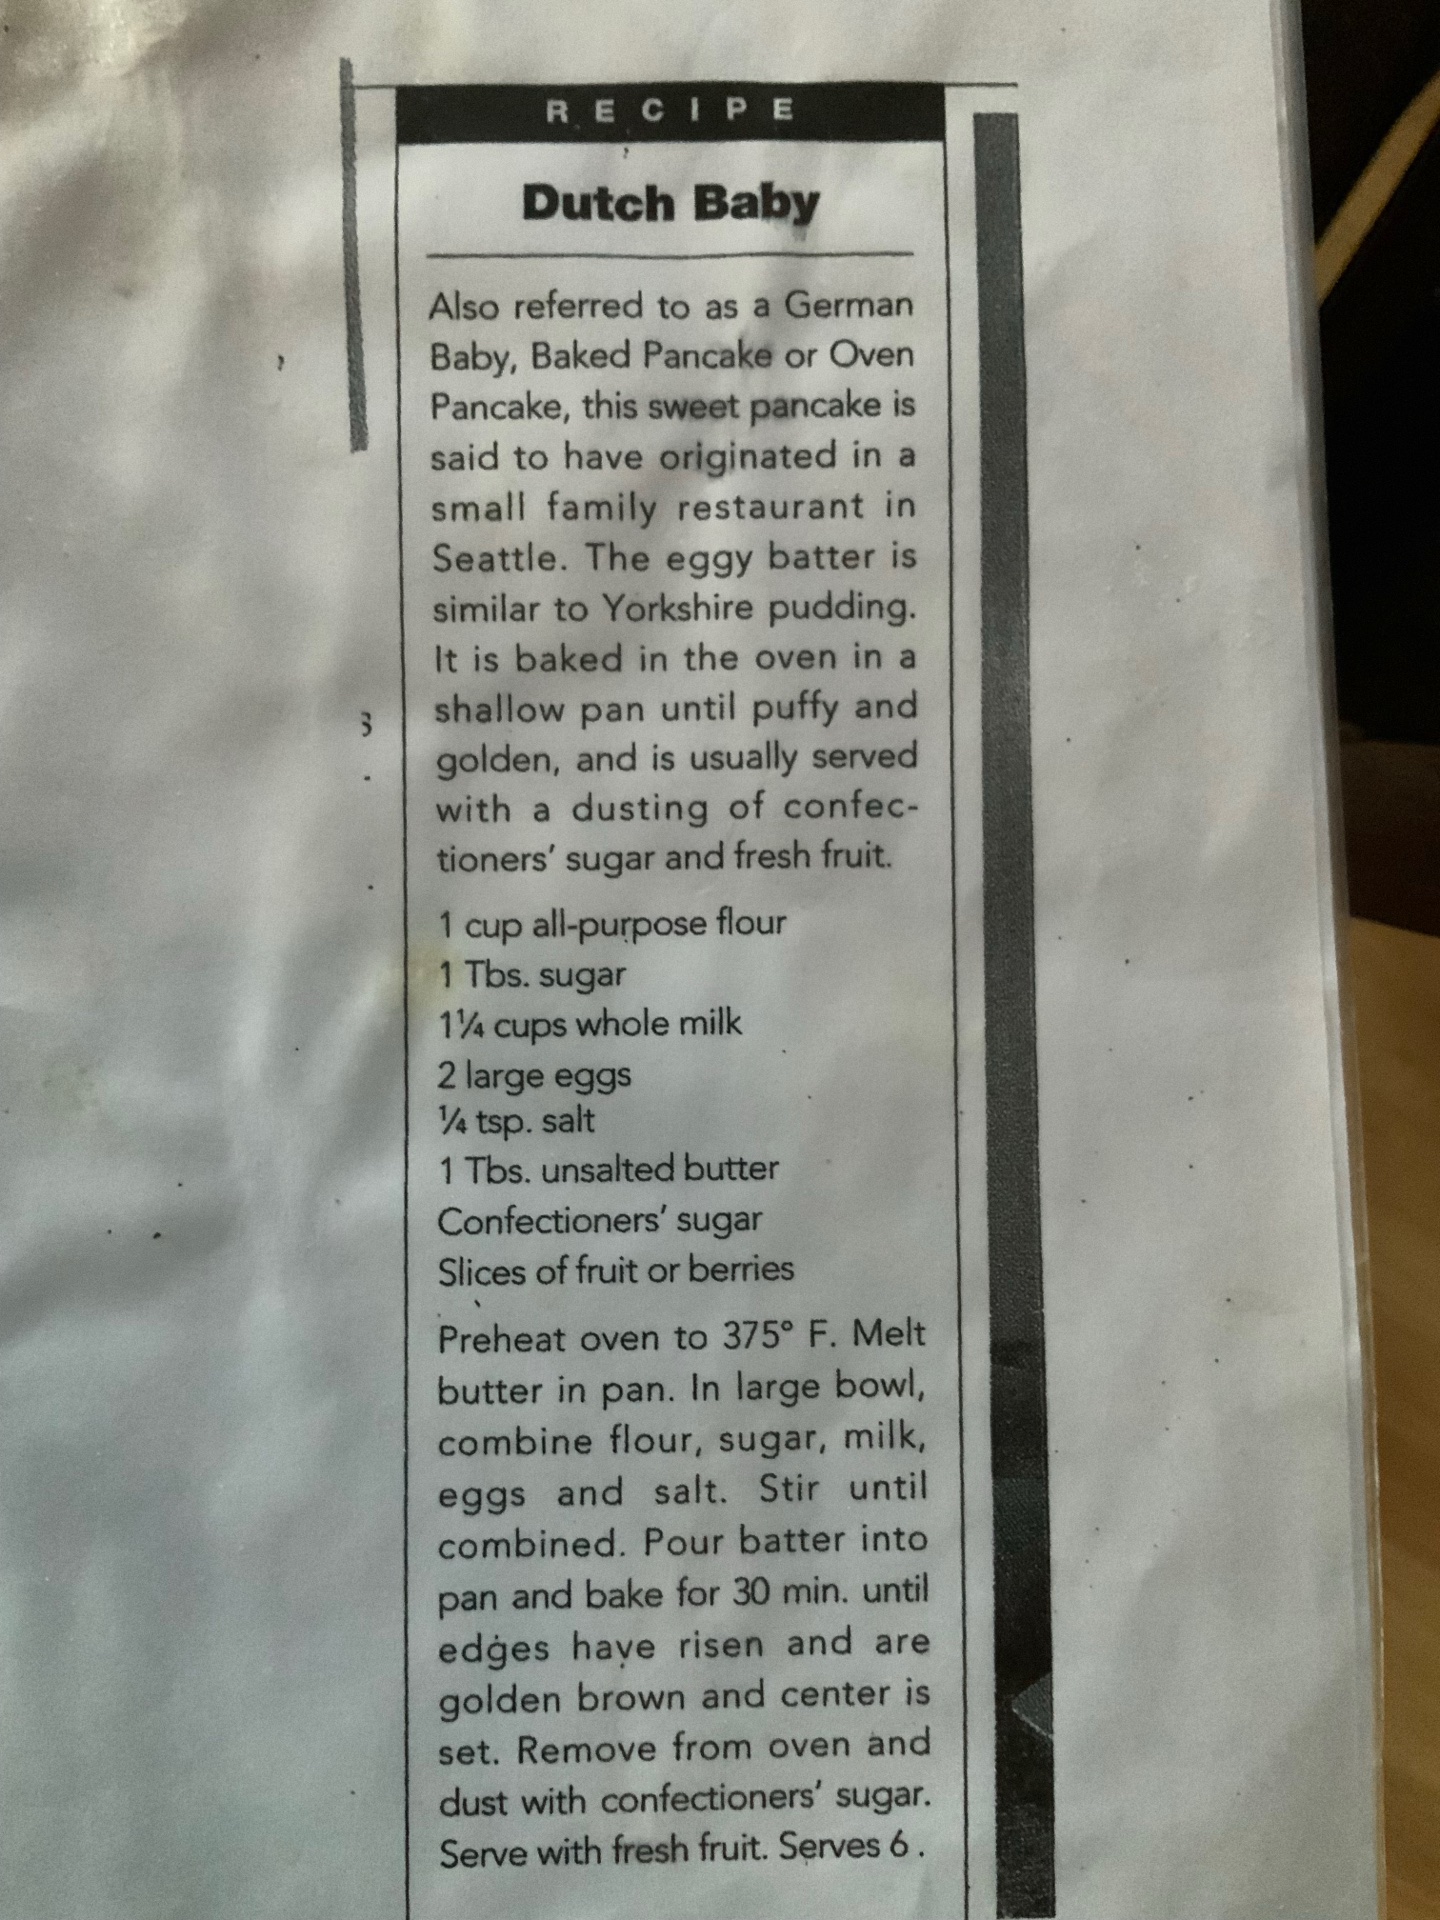 RECIPE
Dutch Baby
Also referred to as a German
Baby, Baked Pancake or Oven
Pancake, this sweet pancake is
said to have originated in a
small family restaurant in
Seattle. The eggy batter is
similar to Yorkshire pudding.
It is baked in the oven in a
shallow pan until puffy and
golden, and is usually served
with a dusting of confec-
tioners' sugar and fresh fruit.
1 cup all-purpose flour
1 Tbs. sugar
1¼ cups whole milk
2 large eggs
¼ tsp. salt
1 Tbs. unsalted butter
Confectioners' sugar
Slices of fruit or berries
Preheat oven to 375° F. Melt
butter in pan. In large bowl,
combine flour, sugar, milk,
eggs and salt. Stir until
combined. Pour batter into
pan and bake for 30 min. until
edges have risen and are
golden brown and center is
set. Remove from oven and
dust with confectioners' sugar.
Serve with fresh fruit. Serves 6.